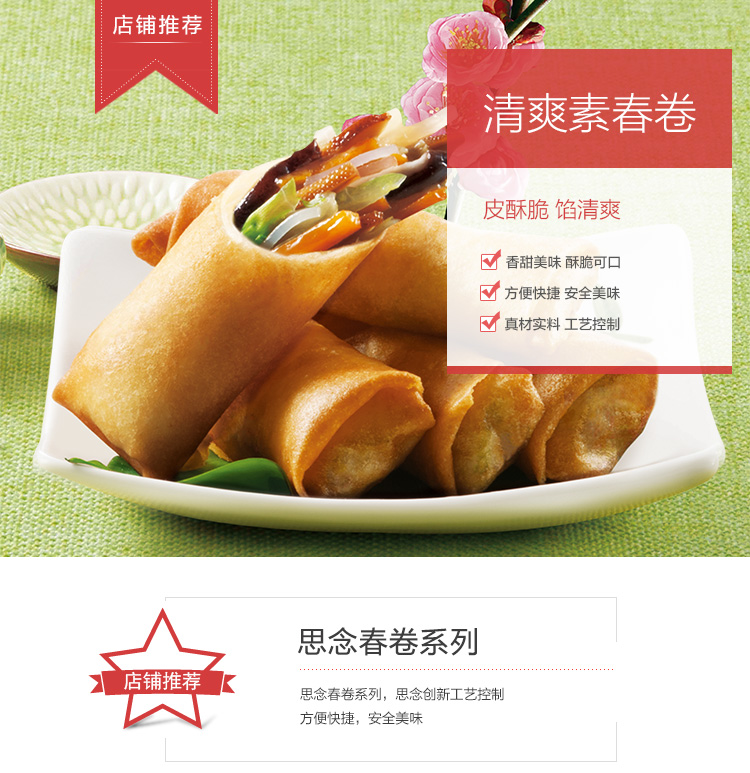 店铺推荐
清爽素春卷
皮酥脆 馅清爽
香甜美味 酥脆可口
方便快捷 安全美味
真材实料 工艺控制
思念春卷系列
店铺推荐
思念春卷系列，思念创新工艺控制
方便快捷，安全美味